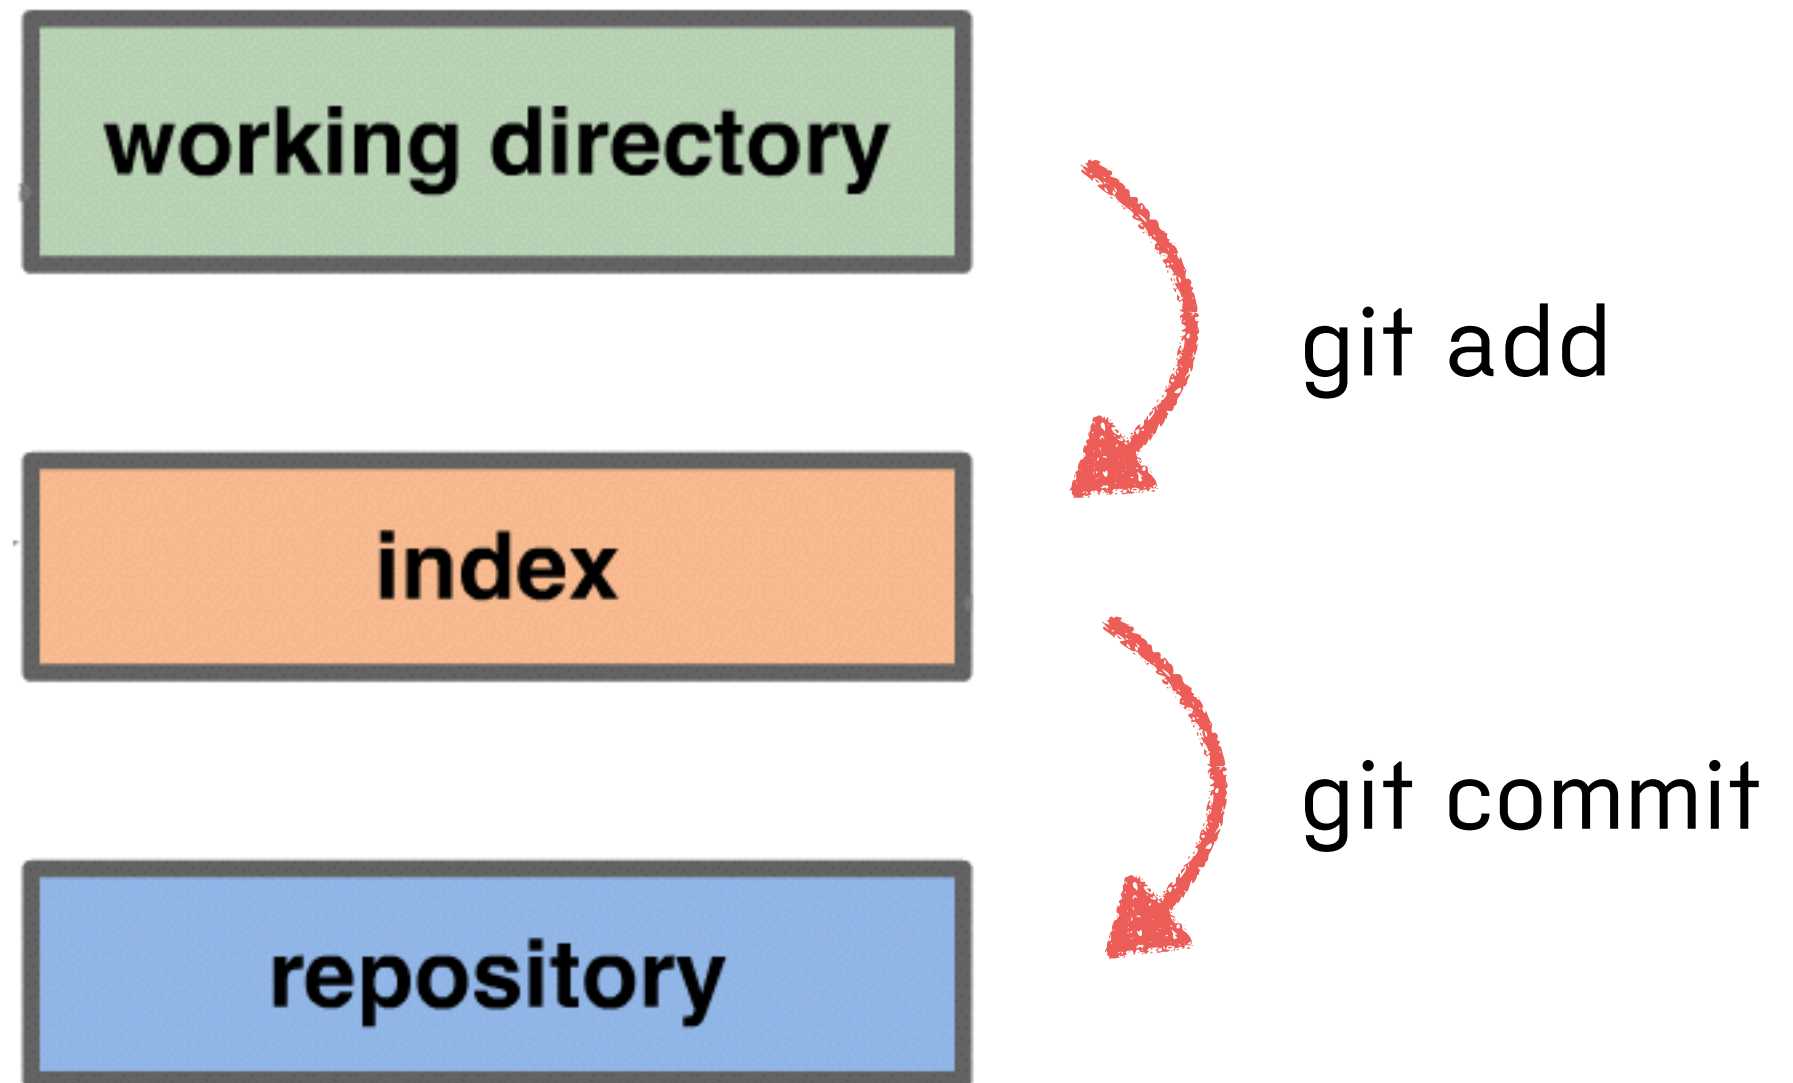 working directory
git add
index
git commit
repository